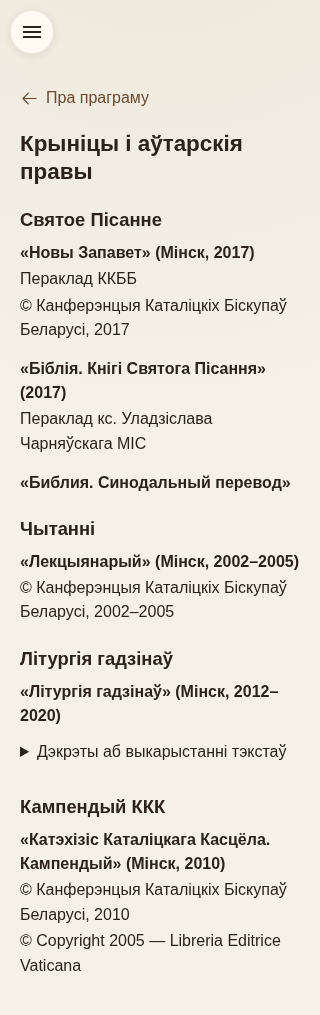 Пра праграму
Крыніцы і аўтарскія
правы
Святое Пісанне
«Новы Запавет» (Мінск, 2017)
Пераклад ККББ
© Канферэнцыя Каталіцкіх Біскупаў
Беларусі, 2017
«Біблія. Кнігі Святога Пісання»
(2017)
Пераклад кс. Уладзіслава
Чарняўскага MIC
«Библия. Синодальный перевод»
Чытанні
«Лекцыянарый» (Мінск, 2002–2005)
© Канферэнцыя Каталіцкіх Біскупаў
Беларусі, 2002–2005
Літургія гадзінаў
«Літургія гадзінаў» (Мінск, 2012–
2020)
Дэкрэты аб выкарыстанні тэкстаў
Кампендый ККК
«Катэхізіс Каталіцкага Касцёла.
Кампендый» (Мінск, 2010)
© Канферэнцыя Каталіцкіх Біскупаў
Беларусі, 2010
© Copyright 2005 — Libreria Editrice
Vaticana